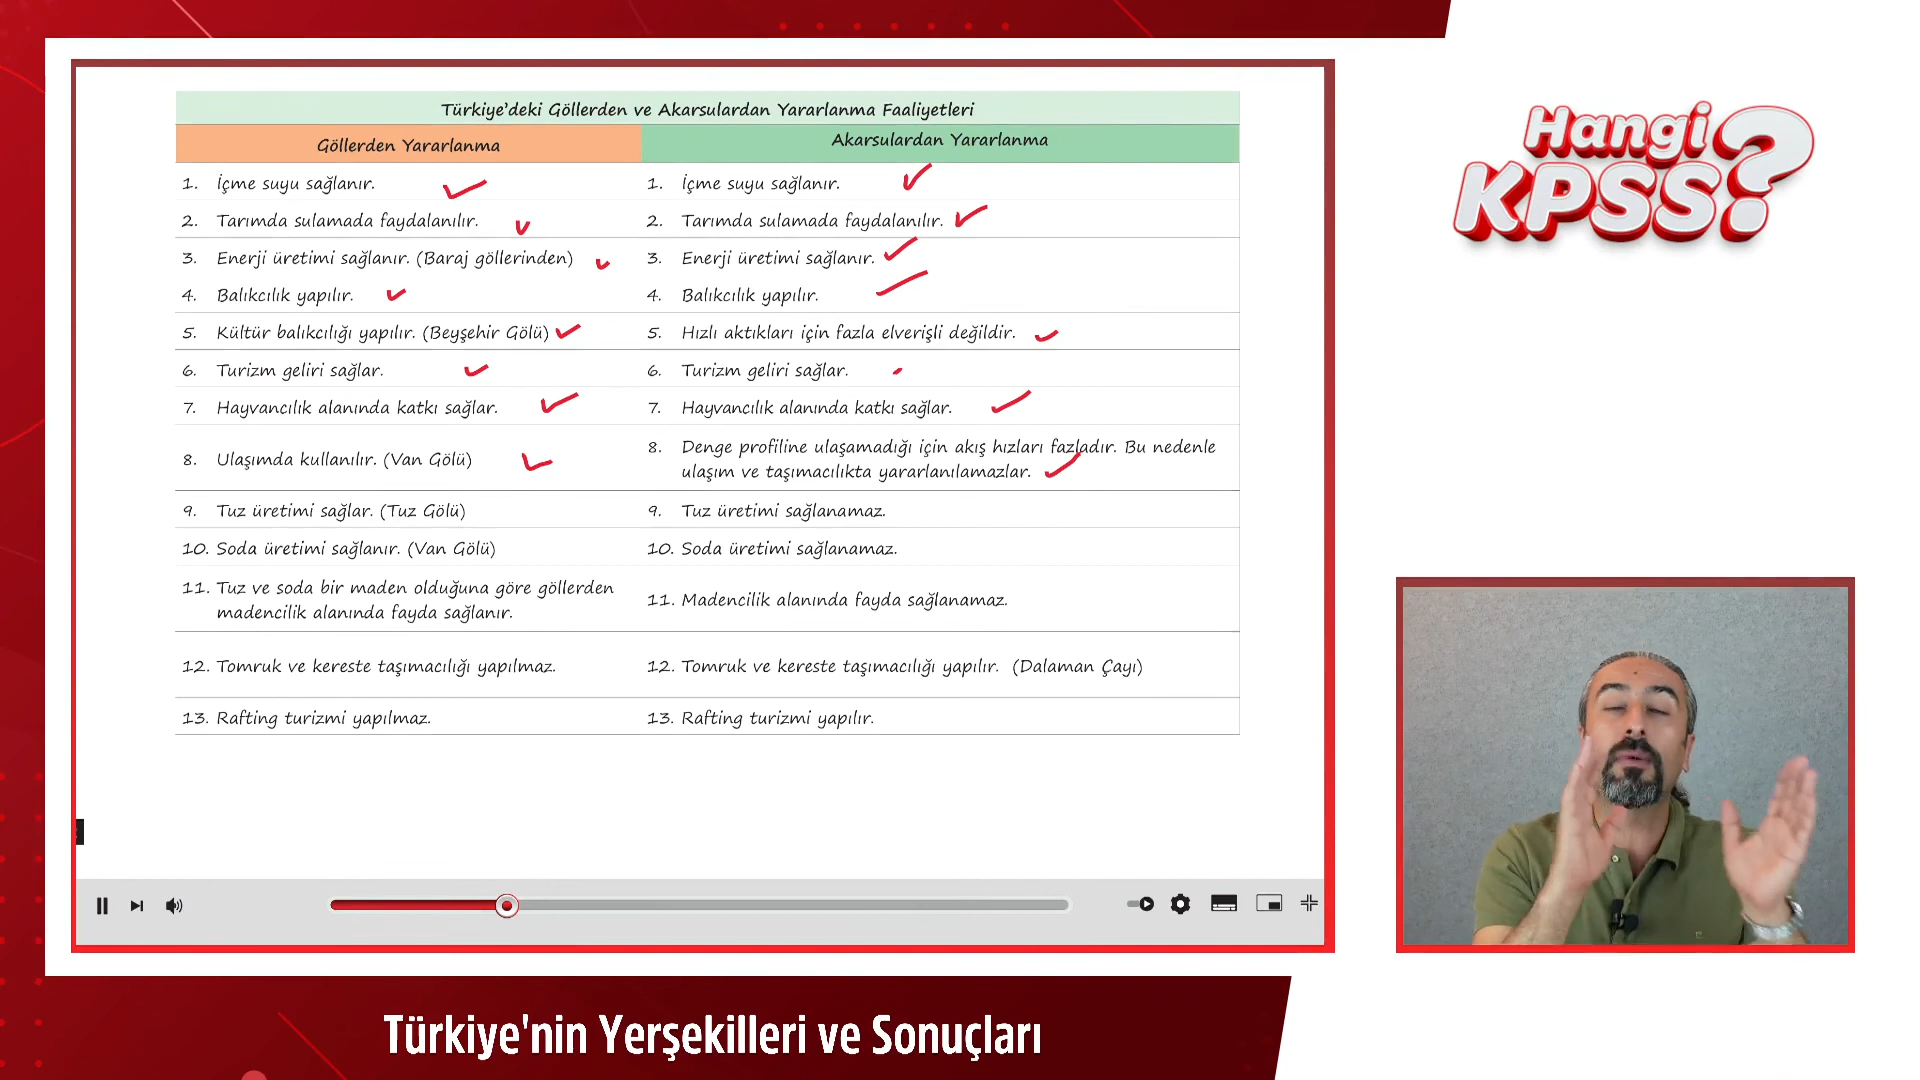 Hangi
KPSS?
Türkiye'deki Göllerden ve Akarsulardan Yararlanma Faaliyetleri
Göllerden Yararlanma
Akarsulardan Yararlanma
1. İçme suyu sağlanır.
1. İçme suyu sağlanır.
2. Tarımda sulamada faydalanılır.
2. Tarımda sulamada faydalanılır.
3. Enerji üretimi sağlanır. (Baraj göllerinden)
3. Enerji üretimi sağlanır.
4. Balıkcılık yapılır.
4. Balıkcılık yapılır.
5. Kültür balıkcılığı yapılır. (Beyşehir Gölü)
5. Hızlı aktıkları için fazla elverişli değildir.
6. Turizm geliri sağlar.
6. Turizm geliri sağlar.
7. Hayvancılık alanında katkı sağlar.
7. Hayvancılık alanında katkı sağlar.
8. Ulaşımda kullanılır. (Van Gölü)
8. Denge profiline ulaşamadığı için akış hızları fazladır. Bu nedenle
ulaşım ve taşımacılıkta yararlanılamazlar.
9. Tuz üretimi sağlar. (Tuz Gölü)
9. Tuz üretimi sağlanamaz.
10. Soda üretimi sağlanır. (Van Gölü)
10. Soda üretimi sağlanamaz.
11. Tuz ve soda bir maden olduğuna göre göllerden
madencilik alanında fayda sağlanır.
11. Madencilik alanında fayda sağlanamaz.
12. Tomruk ve kereste taşımacılığı yapılmaz.
12. Tomruk ve kereste taşımacılığı yapılır. (Dalaman Çayı)
13. Rafting turizmi yapılmaz.
13. Rafting turizmi yapılır.
Türkiye'nin Yerşekilleri ve Sonuçları